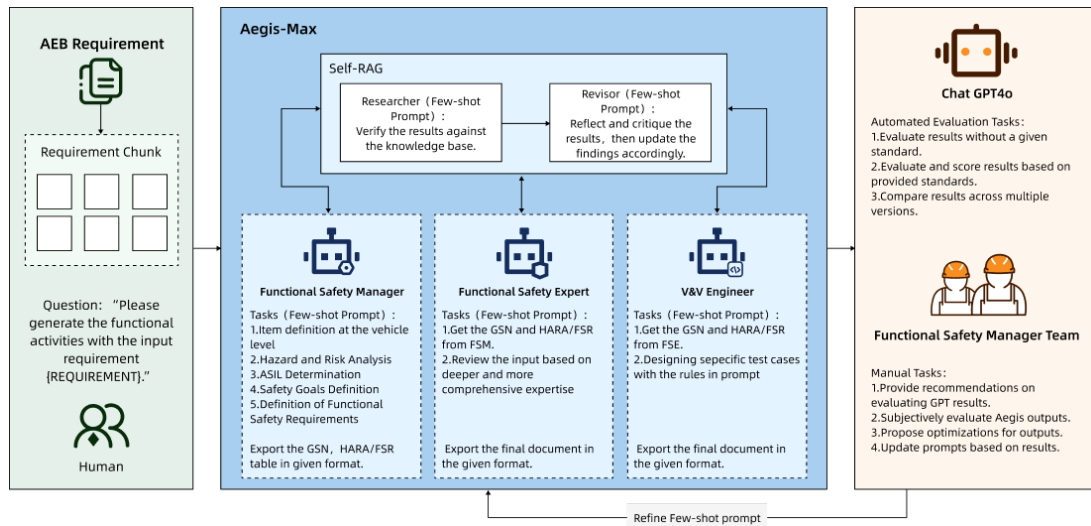 AEB Requirement
Requirement Chunk
Question: “Please
generate the functional
activities with the input
requirement
{REQUIREMENT}.”
Human
Aegis-Max
Self-RAG
Researcher (Few-shot
Prompt) :
Verify the results against
the knowledge base.
Revisor (Few-shot
Prompt) :
Reflect and critique the
results, then update the
findings accordingly.
Functional Safety Manager
Tasks (Few-shot Prompt) :
1.Item definition at the vehicle
level
2.Hazard and Risk Analysis
3.ASIL Determination
4.Safety Goals Definition
5.Definition of Functional
Safety Requirements
Export the GSN, HARA/FSR
table in given format.
Functional Safety Expert
Tasks (Few-shot Prompt) :
1.Get the GSN and HARA/FSR
from FSM.
2.Review the input based on
deeper and more
comprehensive expertise
Export the final document in
the given format.
V&V Engineer
Tasks (Few-shot Prompt) :
1.Get the GSN and HARA/FSR
from FSE.
2.Designing sepecific test cases
with the rules in prompt
Export the final document in
the given format.
Chat GPT4o
Automated Evaluation Tasks:
1.Evaluate results without a given
standard.
2.Evaluate and score results based on
provided standards.
3.Compare results across multiple
versions.
Functional Safety Manager Team
Manual Tasks:
1.Provide recommendations on
evaluating GPT results.
2.Subjectively evaluate Aegis outputs.
3.Propose optimizations for outputs.
4.Update prompts based on results.
Refine Few-shot prompt